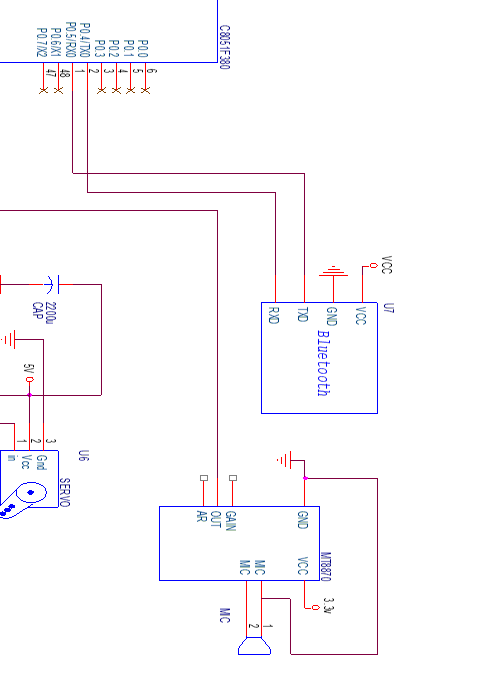 C8051F380
P0.7/X2
P0.6/X1
P0.5/RX0
P0.4/TX0
P0.3
P0.2
P0.1
P0.0
47
48
1
2
3
4
5
6
VCC
U7
RXD
TXD
GND
VCC
Bluetooth
2200u
CAP
5V
1
2
3
U6
in
Vcc
Gnd
SERVO
AR
OUT
GAIN
GND
MT8870
MIC
MIC
VCC
3.3v
MIC
2
1